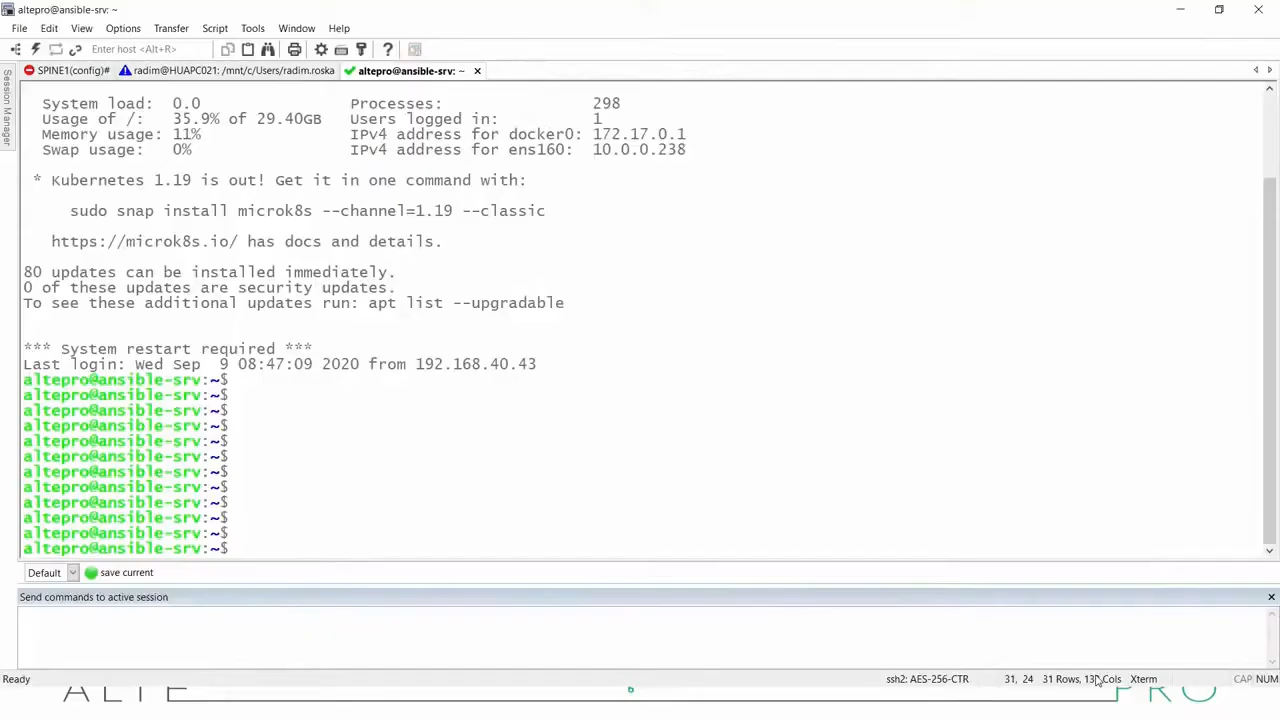 altepro@ansible-srv: ~
File Edit View Options Transfer Script Tools Window Help
Enter host <Alt+R>
SPINE1(config)# radim@HUAPC021: /mnt/c/Users/radim.roska altepro@ansible-srv: ~
Session Manager
System load: 0.0 Processes: 298
Usage of /: 35.9% of 29.40GB Users logged in: 1
Memory usage: 11% IPv4 address for docker0: 172.17.0.1
Swap usage: 0% IPv4 address for ens160: 10.0.0.238
* Kubernetes 1.19 is out! Get it in one command with:
sudo snap install microk8s --channel=1.19 --classic
https://microk8s.io/ has docs and details.
80 updates can be installed immediately.
0 of these updates are security updates.
To see these additional updates run: apt list --upgradable
*** System restart required ***
Last login: Wed Sep 9 08:47:09 2020 from 192.168.40.43
altepro@ansible-srv:~$
altepro@ansible-srv:~$
altepro@ansible-srv:~$
altepro@ansible-srv:~$
altepro@ansible-srv:~$
altepro@ansible-srv:~$
altepro@ansible-srv:~$
altepro@ansible-srv:~$
altepro@ansible-srv:~$
altepro@ansible-srv:~$
altepro@ansible-srv:~$
altepro@ansible-srv:~$
Default save current
Send commands to active session
Ready ssh2: AES-256-CTR 31, 24 31 Rows, Cols Xterm CAP NUM
ALTE PRO